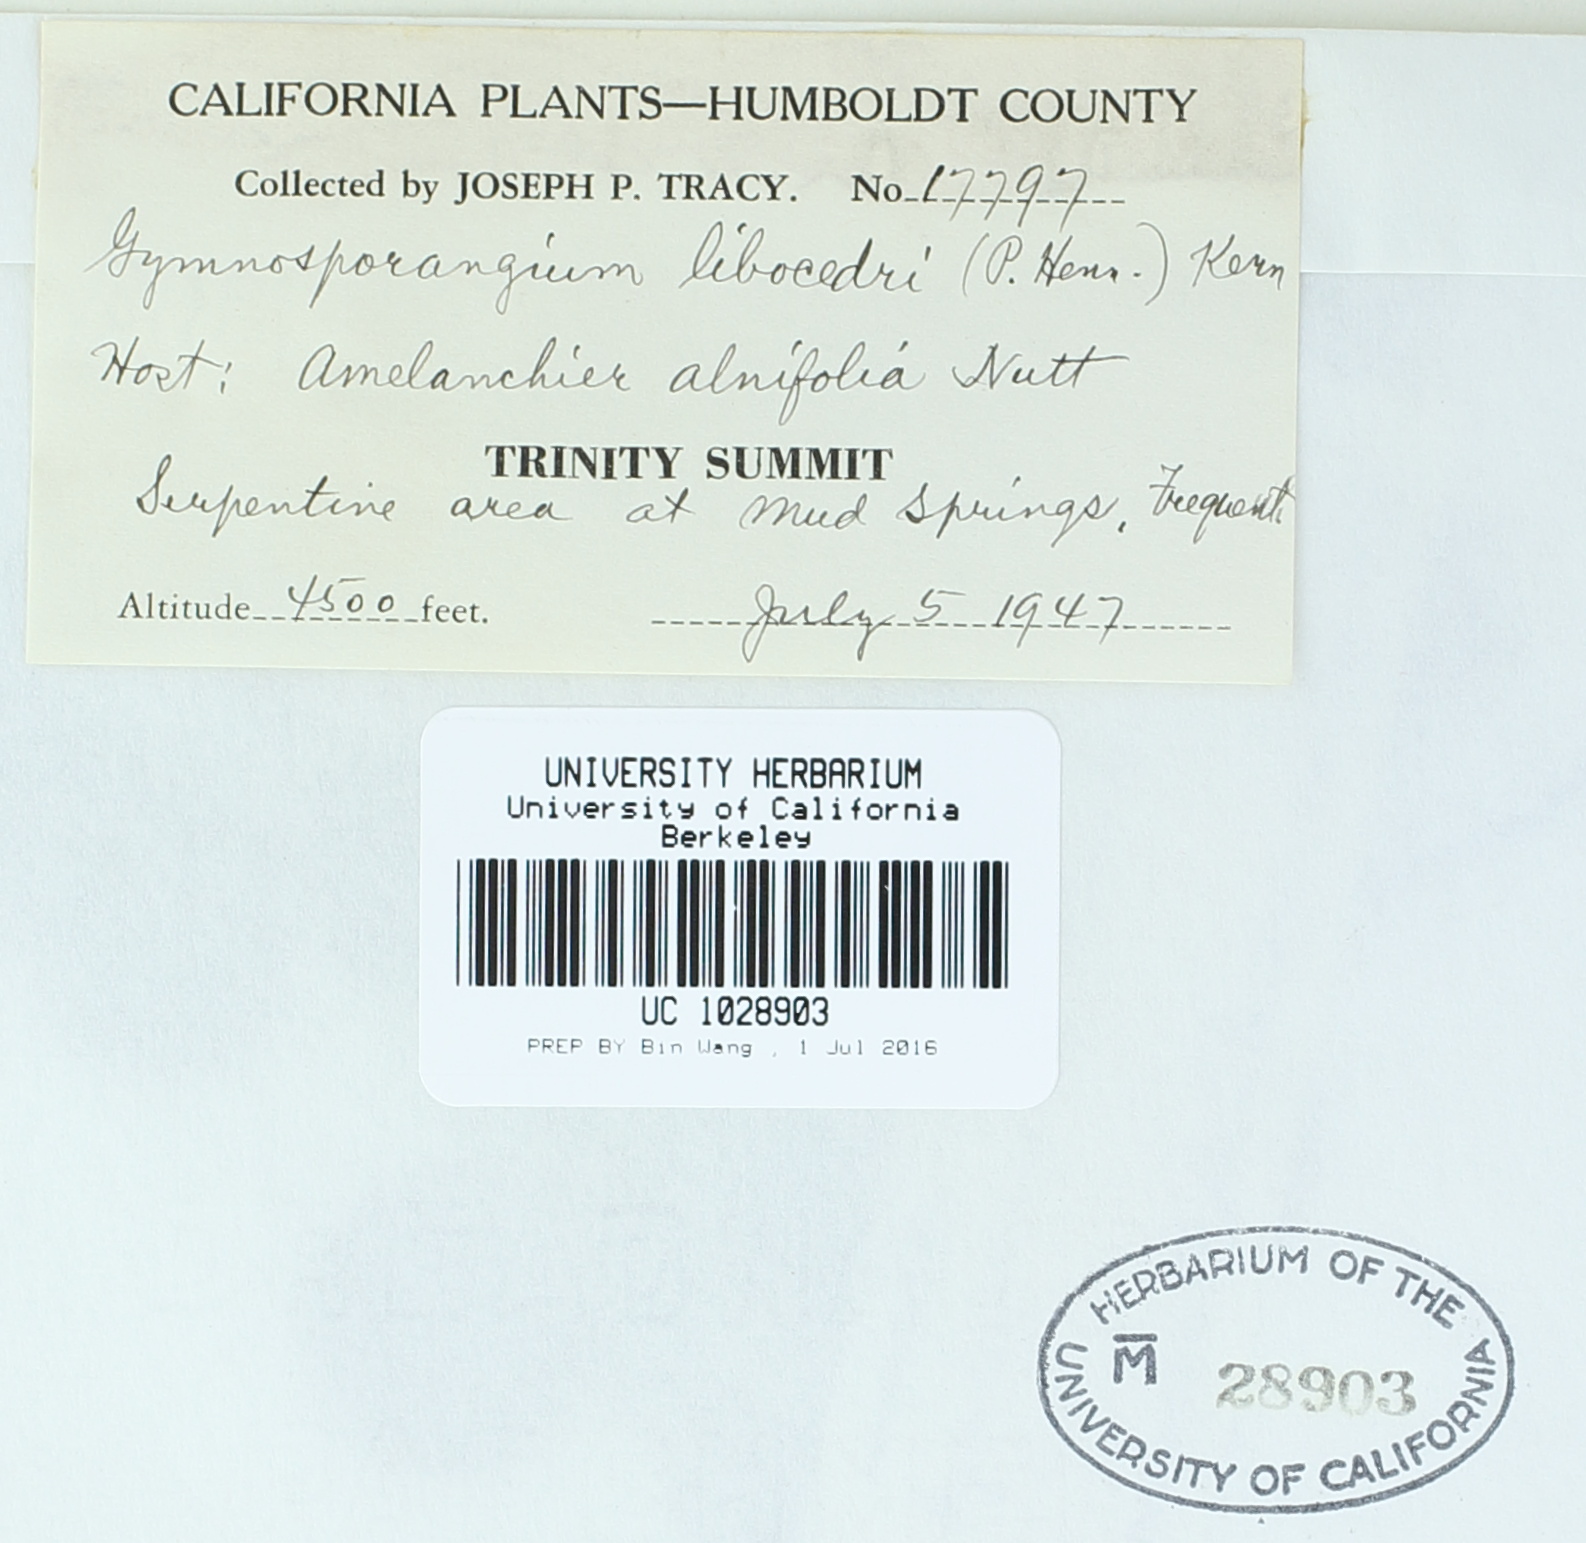 CALIFORNIA PLANTS—HUMBOLDT COUNTY
Collected by JOSEPH P. TRACY. No. 17797
Gymnosporangium libocedri (P. Henn.) Kern
Host: Amelanchier alnifolia Nutt
TRINITY SUMMIT
Serpentine area at Mud Springs, Frequent.
Altitude 4500 feet. July 5 1947
UNIVERSITY HERBARIUM
University of California
Berkeley
UC 1028903
PREP BY Bin Wang , 1 Jul 2016
HERBARIUM OF THE
M̅ 28903
UNIVERSITY OF CALIFORNIA